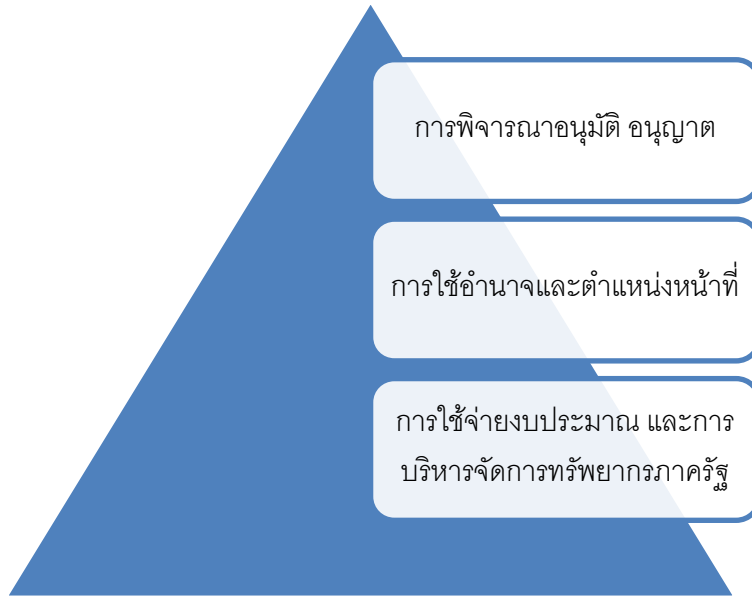 การพิจารณาอนุมัติ อนุญาต
การใช้อำนาจและตำแหน่งหน้าที่
การใช้จ่ายงบประมาณ และการ
บริหารจัดการทรัพยากรภาครัฐ